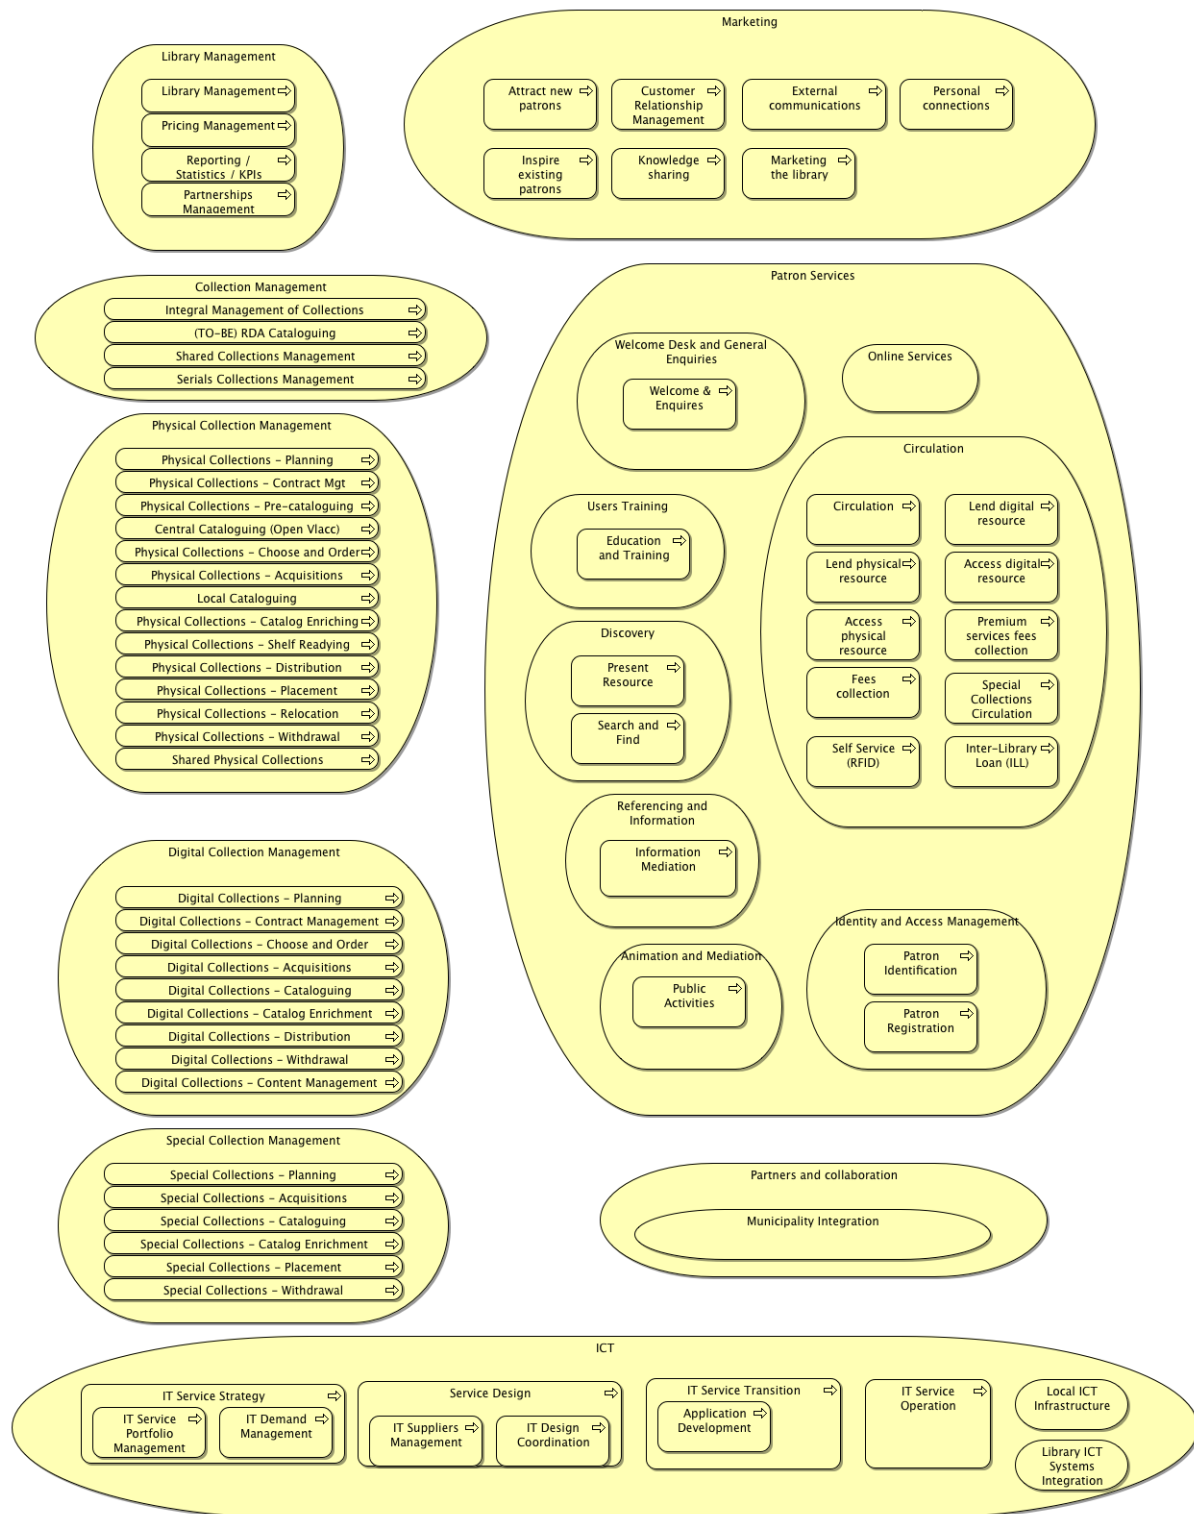 Library Management
Library Management
Pricing Management
Reporting /
Statistics / KPIs
Partnerships
Management
Marketing
Attract new
patrons
Customer
Relationship
Management
External
communications
Personal
connections
Inspire
existing
patrons
Knowledge
sharing
Marketing
the library
Collection Management
Integral Management of Collections
(TO-BE) RDA Cataloguing
Shared Collections Management
Serials Collections Management
Physical Collection Management
Physical Collections - Planning
Physical Collections - Contract Mgt
Physical Collections - Pre-cataloguing
Central Cataloguing (Open Vlacc)
Physical Collections - Choose and Order
Physical Collections - Acquisitions
Local Cataloguing
Physical Collections - Catalog Enriching
Physical Collections - Shelf Readying
Physical Collections - Distribution
Physical Collections - Placement
Physical Collections - Relocation
Physical Collections - Withdrawal
Shared Physical Collections
Digital Collection Management
Digital Collections - Planning
Digital Collections - Contract Management
Digital Collections - Choose and Order
Digital Collections - Acquisitions
Digital Collections - Cataloguing
Digital Collections - Catalog Enrichment
Digital Collections - Distribution
Digital Collections - Withdrawal
Digital Collections - Content Management
Special Collection Management
Special Collections - Planning
Special Collections - Acquisitions
Special Collections - Cataloguing
Special Collections - Catalog Enrichment
Special Collections - Placement
Special Collections - Withdrawal
Patron Services
Welcome Desk and General
Enquiries
Welcome &
Enquires
Online Services
Users Training
Education
and Training
Discovery
Present
Resource
Search and
Find
Referencing and
Information
Information
Mediation
Animation and Mediation
Public
Activities
Circulation
Circulation
Lend digital
resource
Lend physical
resource
Access digital
resource
Access
physical
resource
Premium
services fees
collection
Fees
collection
Special
Collections
Circulation
Self Service
(RFID)
Inter-Library
Loan (ILL)
Identity and Access Management
Patron
Identification
Patron
Registration
Partners and collaboration
Municipality Integration
ICT
IT Service Strategy
IT Service
Portfolio
Management
IT Demand
Management
Service Design
IT Suppliers
Management
IT Design
Coordination
IT Service Transition
Application
Development
IT Service
Operation
Local ICT
Infrastructure
Library ICT
Systems
Integration